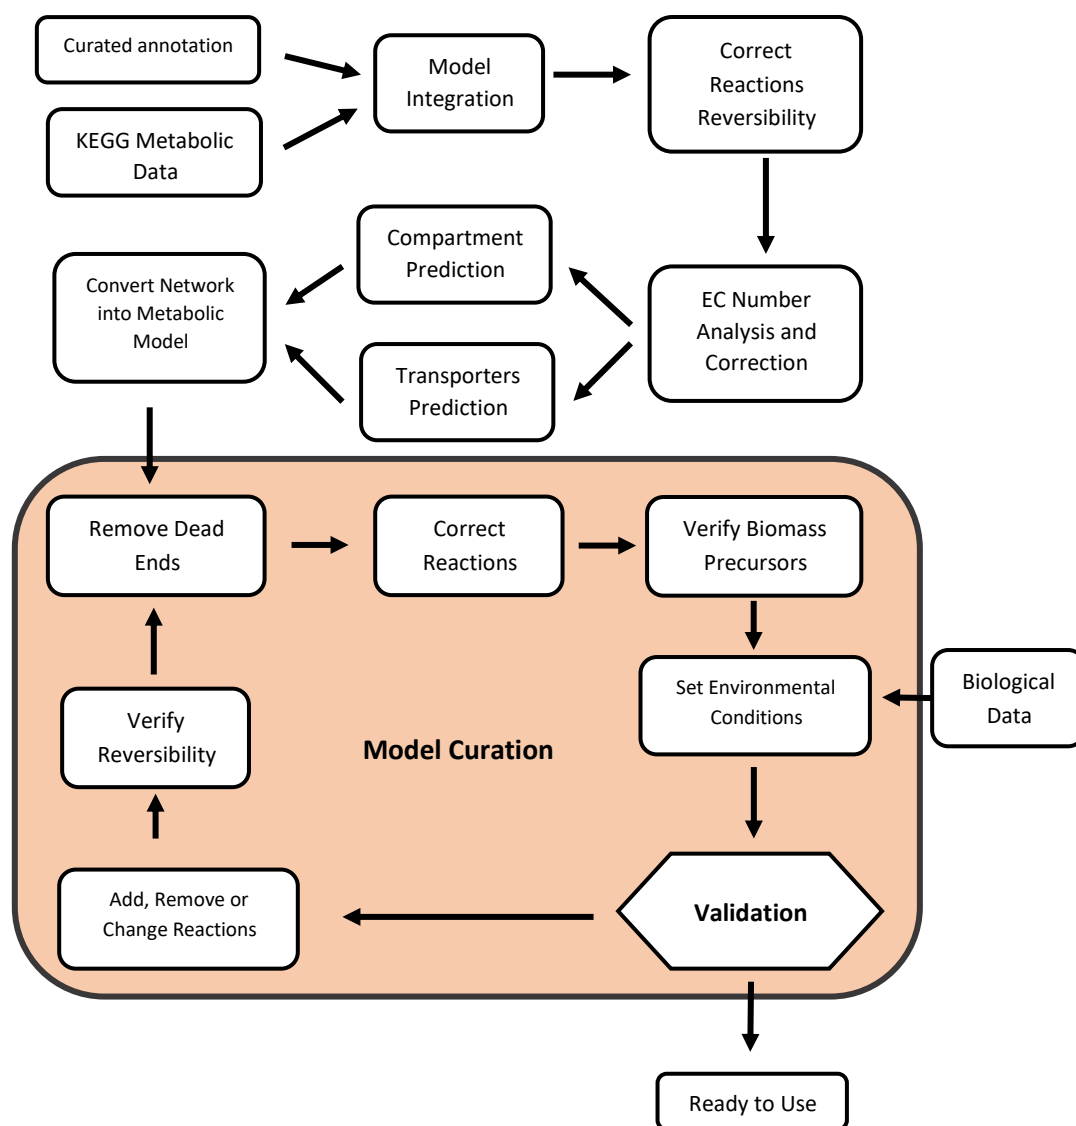 Curated annotation
KEGG Metabolic
Data
Model
Integration
Correct
Reactions
Reversibility
Compartment
Prediction
Convert Network
into Metabolic
Model
EC Number
Analysis and
Correction
Transporters
Prediction
Remove Dead
Ends
Correct
Reactions
Verify Biomass
Precursors
Set Environmental
Conditions
Biological
Data
Verify
Reversibility
Model Curation
Add, Remove or
Change Reactions
Validation
Ready to Use